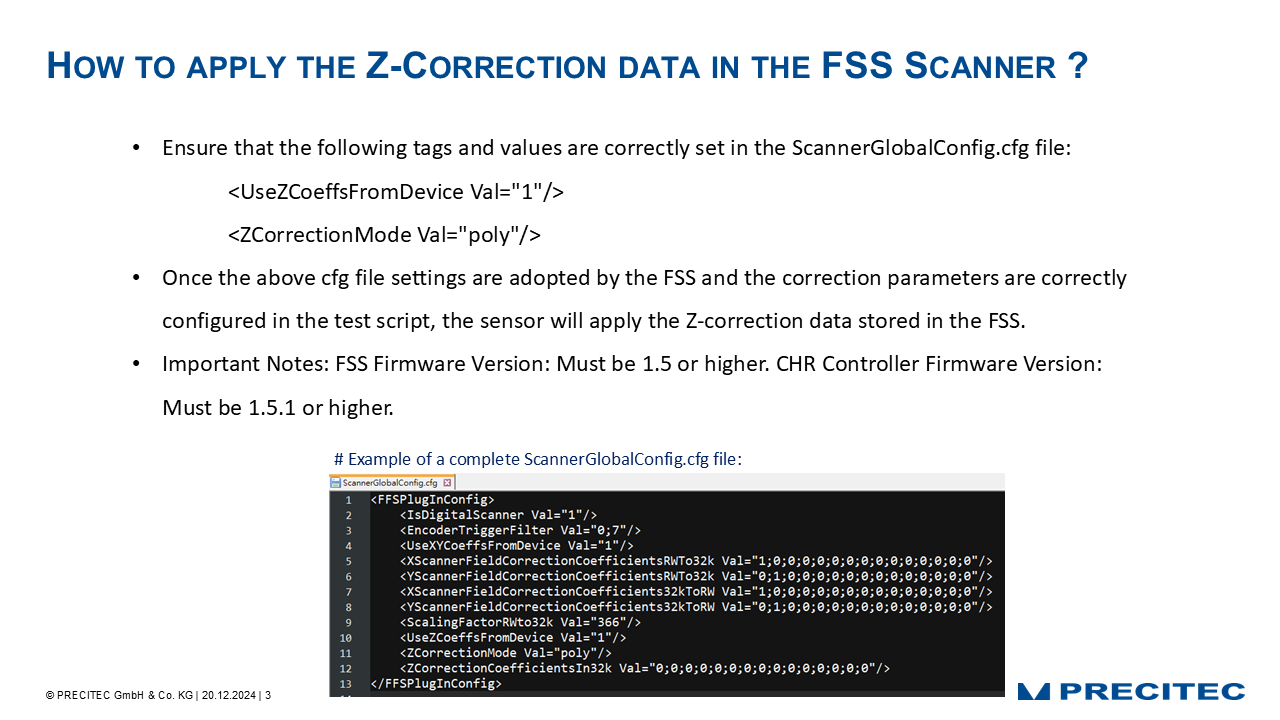 HOW TO APPLY THE Z-CORRECTION DATA IN THE FSS SCANNER ?
• Ensure that the following tags and values are correctly set in the ScannerGlobalConfig.cfg file:
<UseZCoeffsFromDevice Val="1"/>
<ZCorrectionMode Val="poly"/>
• Once the above cfg file settings are adopted by the FSS and the correction parameters are correctly
configured in the test script, the sensor will apply the Z-correction data stored in the FSS.
• Important Notes: FSS Firmware Version: Must be 1.5 or higher. CHR Controller Firmware Version:
Must be 1.5.1 or higher.
# Example of a complete ScannerGlobalConfig.cfg file:
ScannerGlobalConfig.cfg
1 <FFSPlugInConfig>
2 <IsDigitalScanner Val="1"/>
3 <EncoderTriggerFilter Val="0;7"/>
4 <UseXYCoeffsFromDevice Val="1"/>
5 <XScannerFieldCorrectionCoefficientsRWTo32k Val="1;0;0;0;0;0;0;0;0;0;0;0;0;0;0"/>
6 <YScannerFieldCorrectionCoefficientsRWTo32k Val="0;1;0;0;0;0;0;0;0;0;0;0;0;0;0"/>
7 <XScannerFieldCorrectionCoefficients32kToRW Val="1;0;0;0;0;0;0;0;0;0;0;0;0;0;0"/>
8 <YScannerFieldCorrectionCoefficients32kToRW Val="0;1;0;0;0;0;0;0;0;0;0;0;0;0;0"/>
9 <ScalingFactorRWto32k Val="366"/>
10 <UseZCoeffsFromDevice Val="1"/>
11 <ZCorrectionMode Val="poly"/>
12 <ZCorrectionCoefficientsIn32k Val="0;0;0;0;0;0;0;0;0;0;0;0;0;0;0"/>
13 </FFSPlugInConfig>
© PRECITEC GmbH & Co. KG | 20.12.2024 | 3
PRECITEC